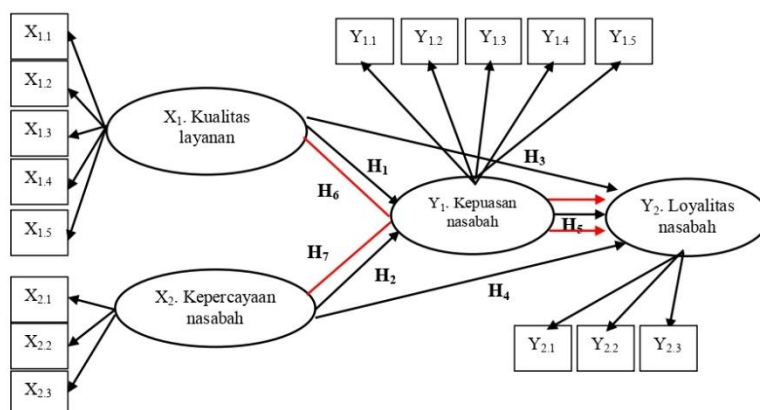 X1.1
X1.2
X1.3
X1.4
X1.5
X1. Kualitas
layanan
Y1.1
Y1.2
Y1.3
Y1.4
Y1.5
H1
H3
H6
Y1. Kepuasan
nasabah
H5
Y2. Loyalitas
nasabah
H7
H2
H4
X2.1
X2.2
X2.3
X2. Kepercayaan
nasabah
Y2.1
Y2.2
Y2.3